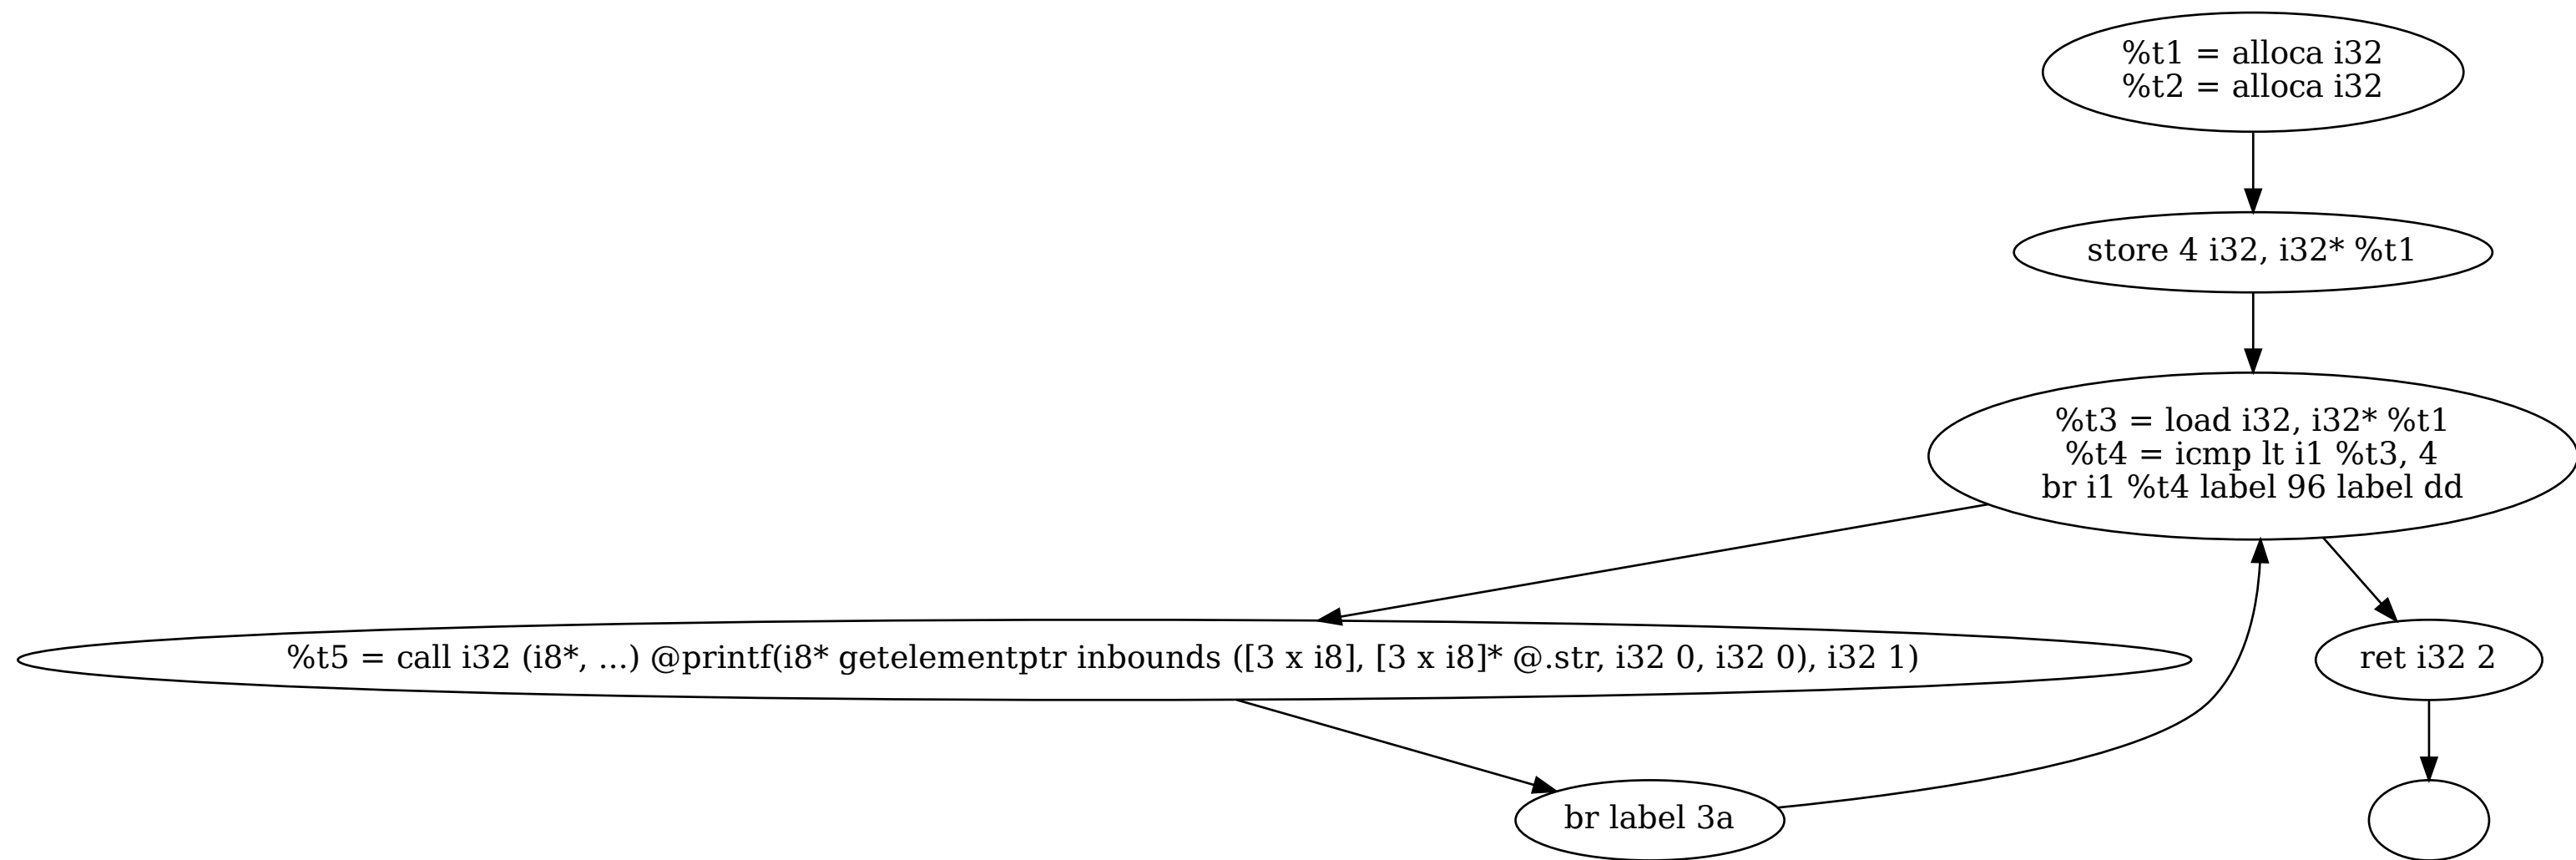 %t1 = alloca i32
%t2 = alloca i32
store 4 i32, i32* %t1
%t3 = load i32, i32* %t1
%t4 = icmp lt i1 %t3, 4
br i1 %t4 label 96 label dd
%t5 = call i32 (i8*, ...) @printf(i8* getelementptr inbounds ([3 x i8], [3 x i8]* @.str, i32 0, i32 0), i32 1)
ret i32 2
br label 3a